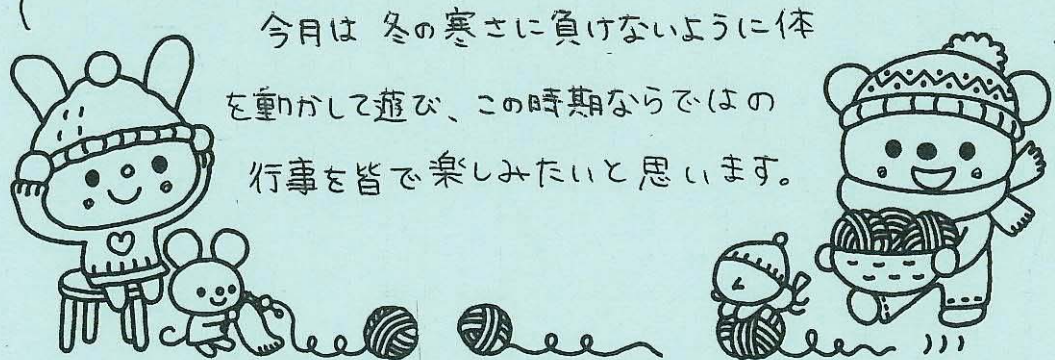 今月は 冬の寒さに負けないように体
を動かして遊び、この時期ならではの
行事を皆で楽しみたいと思います。